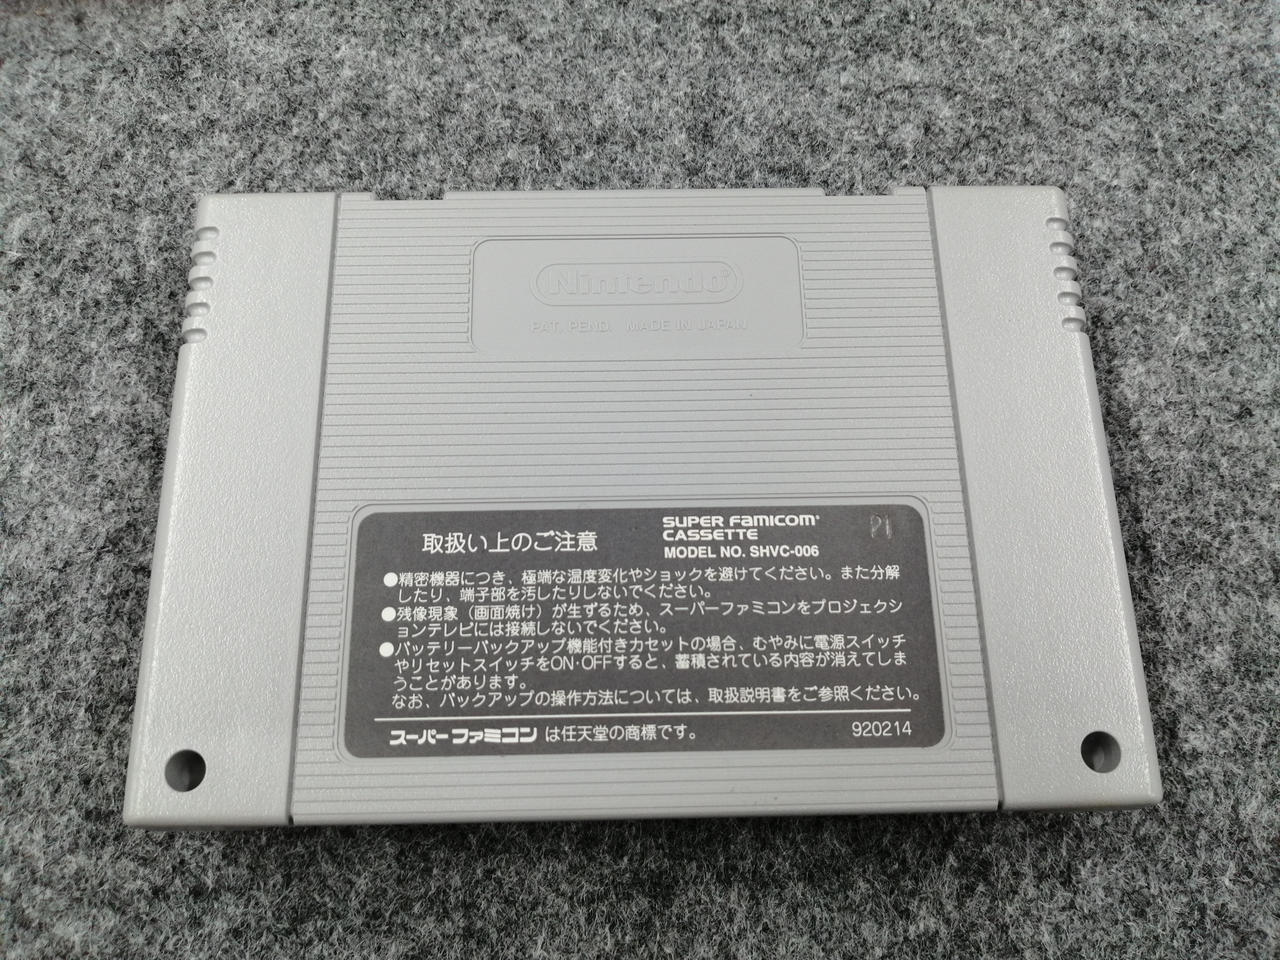 Nintendo®
PAT. PEND. MADE IN JAPAN
取扱い上のご注意
SUPER FAMICOM®
CASSETTE
MODEL NO. SHVC-006
P1
●精密機器につき、極端な温度変化やショックを避けてください。また分解
したり、端子部を汚したりしないでください。
●残像現象（画面焼け）が生ずるため、スーパーファミコンをプロジェクシ
ョンテレビには接続しないでください。
●バッテリーバックアップ機能付きカセットの場合、むやみに電源スイッチ
やリセットスイッチをON·OFFすると、蓄積されている内容が消えてしま
うことがあります。
なお、バックアップの操作方法については、取扱説明書をご参照ください。
スーパーファミコン は任天堂の商標です。
920214